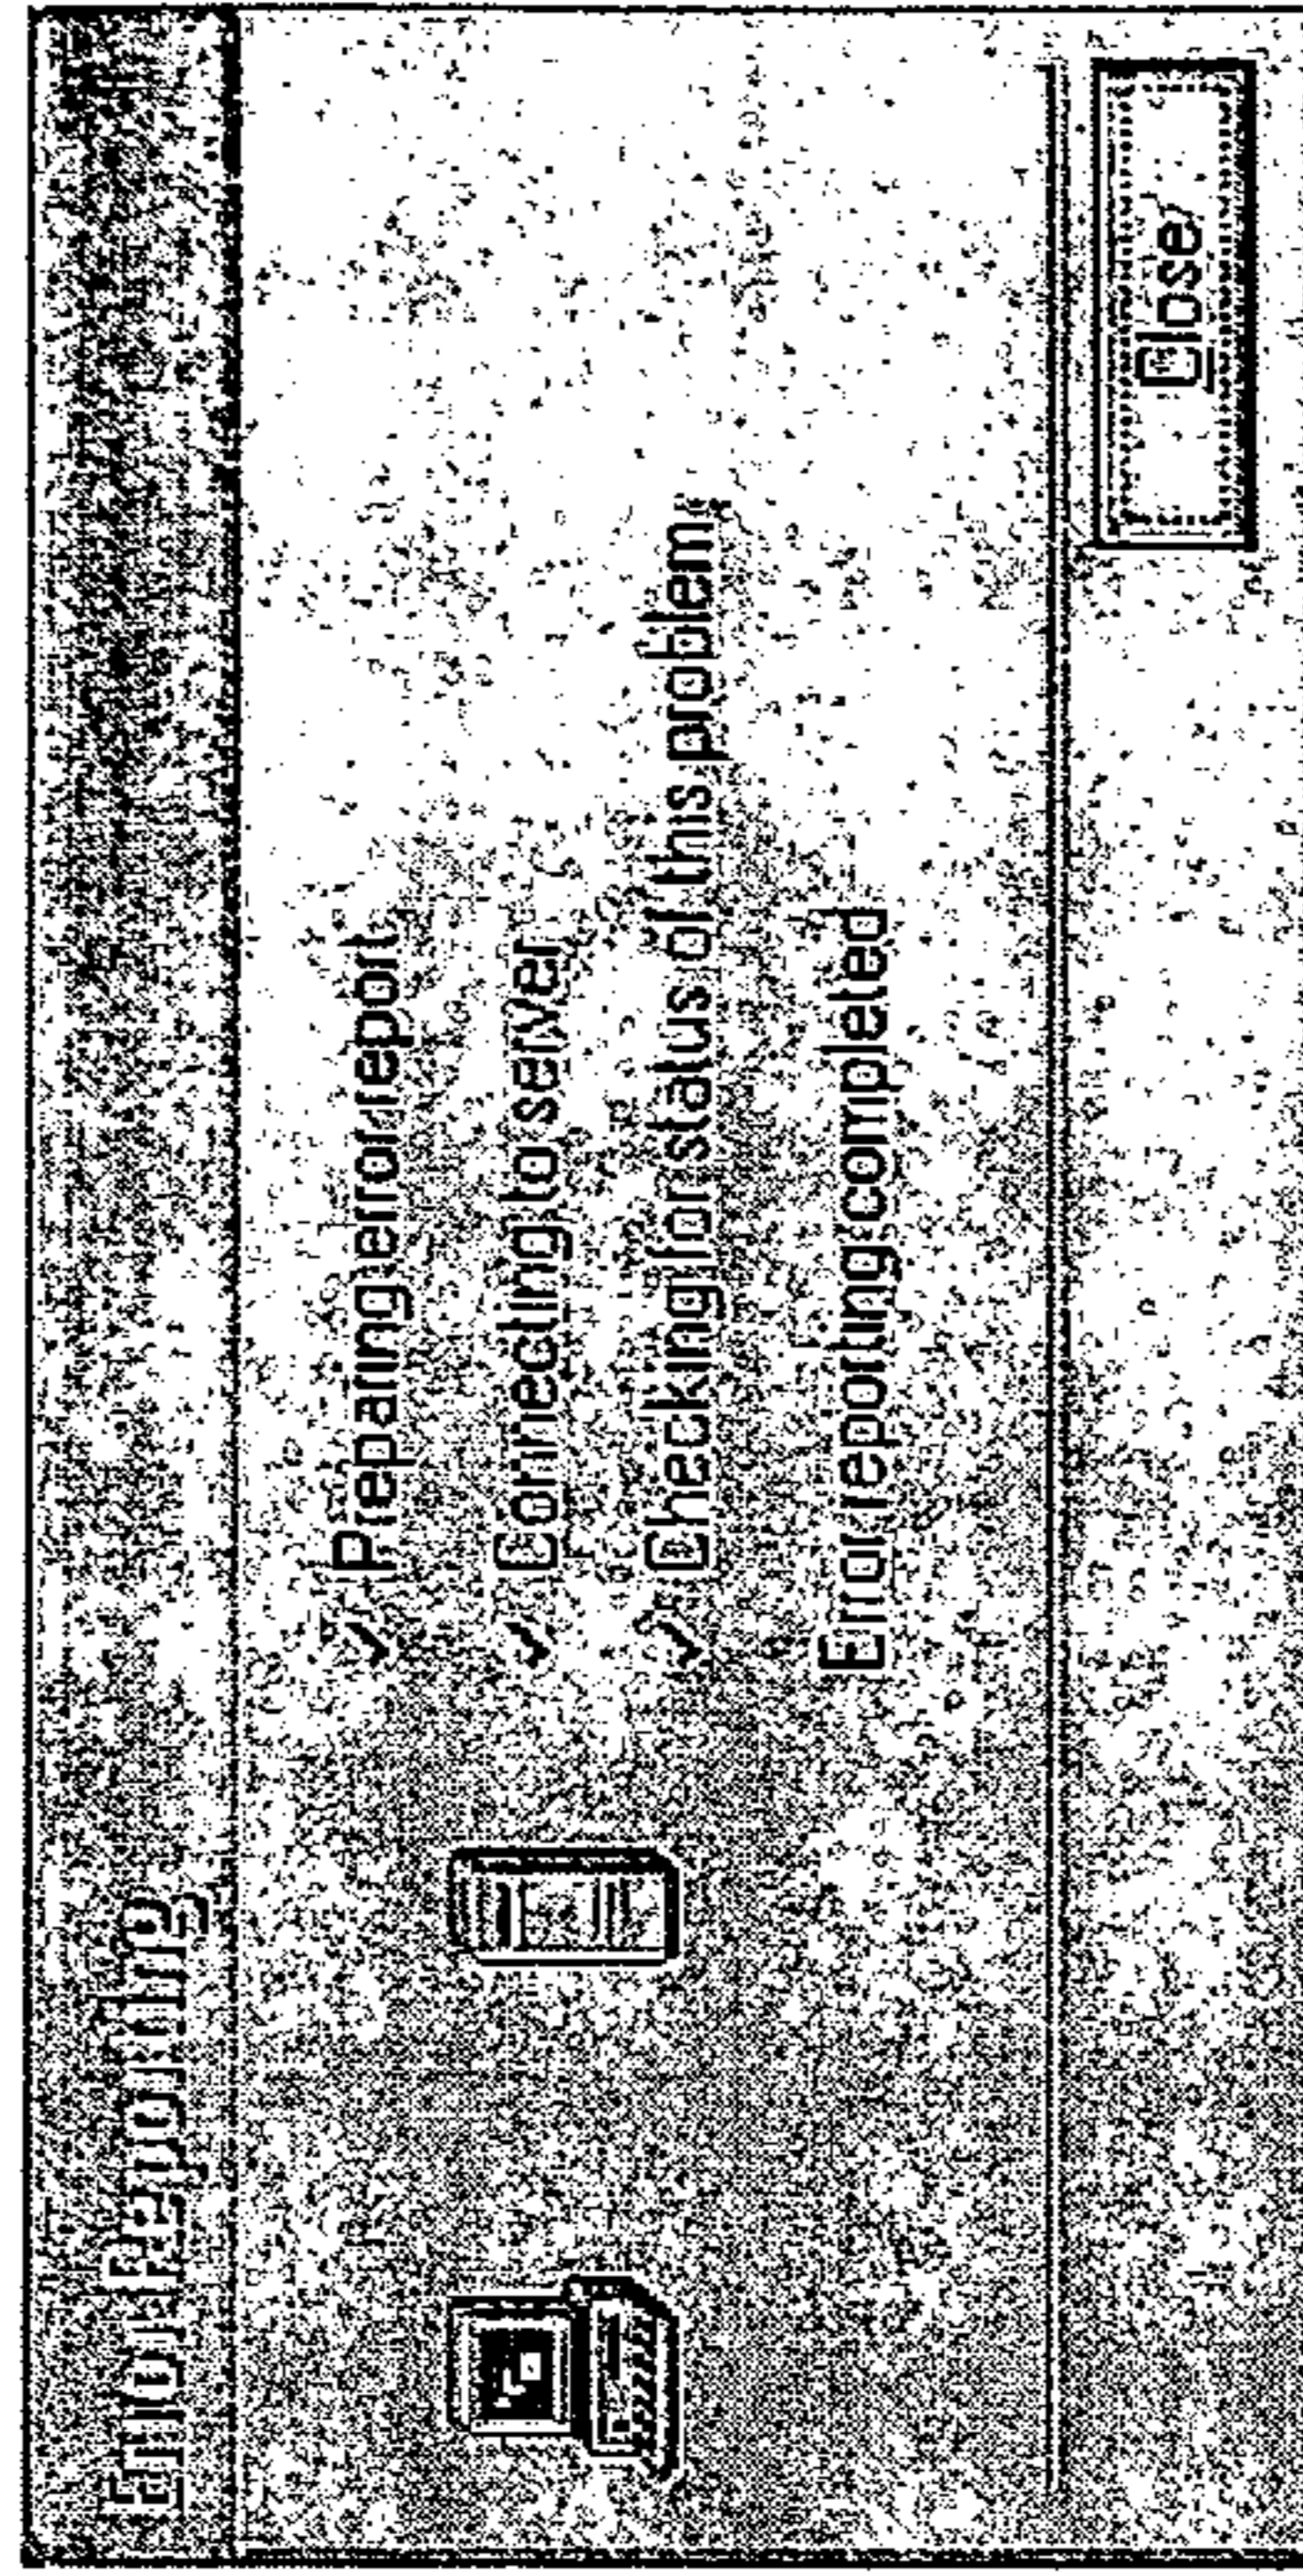 Error Reporting
Preparing error report
Connecting to server
Checking for status of this problem
Error reporting completed
Close